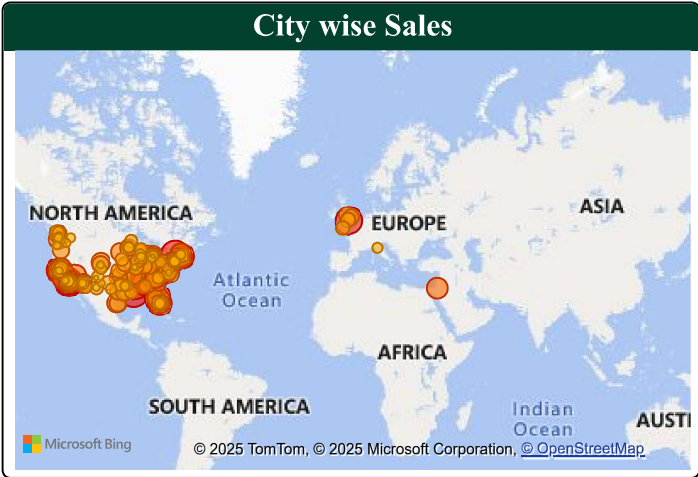 City wise Sales
NORTH AMERICA
ASIA
EUROPE
Atlantic
Ocean
AFRICA
SOUTH AMERICA
Indian
Ocean
AUSTI
Microsoft Bing
© 2025 TomTom, © 2025 Microsoft Corporation, © OpenStreetMap